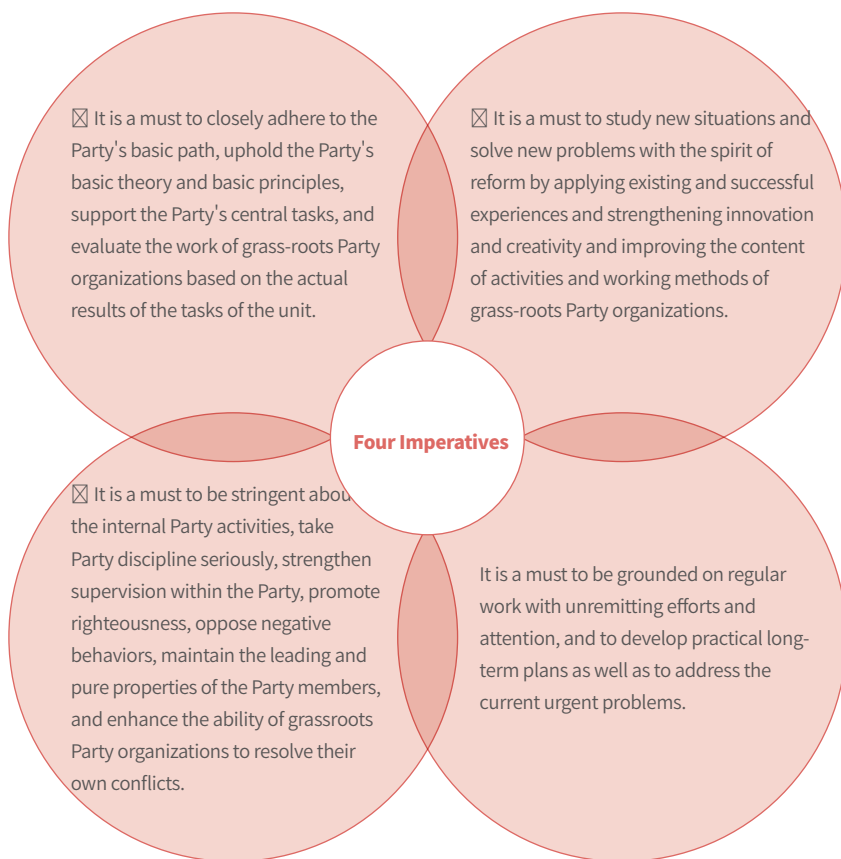 ☒ It is a must to closely adhere to the
Party's basic path, uphold the Party's
basic theory and basic principles,
support the Party's central tasks, and
evaluate the work of grass-roots Party
organizations based on the actual
results of the tasks of the unit.
☒ It is a must to study new situations and
solve new problems with the spirit of
reform by applying existing and successful
experiences and strengthening innovation
and creativity and improving the content
of activities and working methods of
grass-roots Party organizations.
Four Imperatives
☒ It is a must to be stringent abou
the internal Party activities, take
Party discipline seriously, strengthen
supervision within the Party, promote
righteousness, oppose negative
behaviors, maintain the leading and
pure properties of the Party members,
and enhance the ability of grassroots
Party organizations to resolve their
own conflicts.
It is a must to be grounded on regular
work with unremitting efforts and
attention, and to develop practical long-
term plans as well as to address the
current urgent problems.